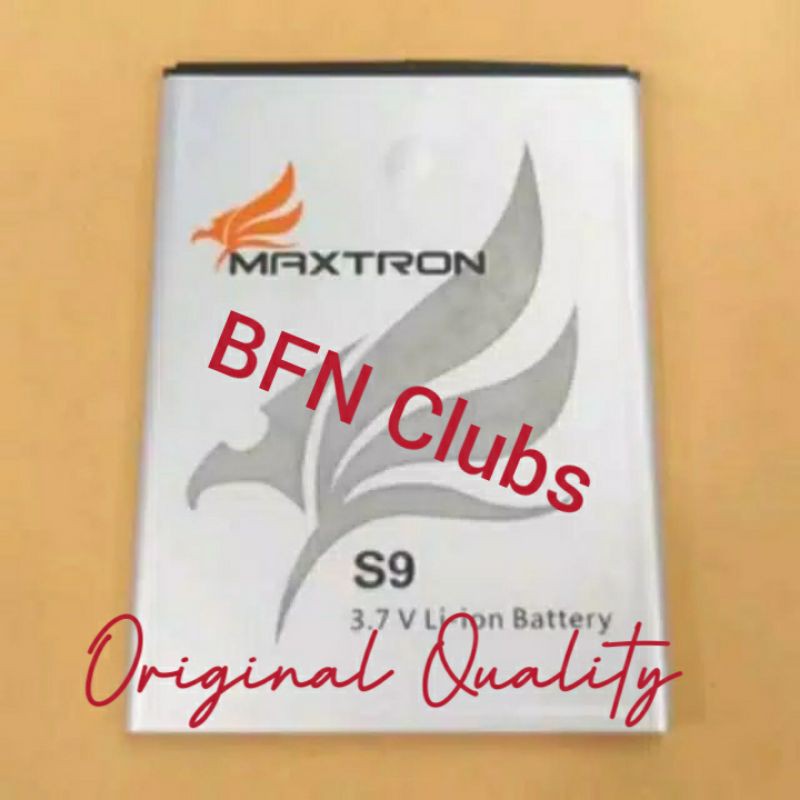 MAXTRON
BFN Clubs
S9
3.7 V Li-ion Battery
Original Quality